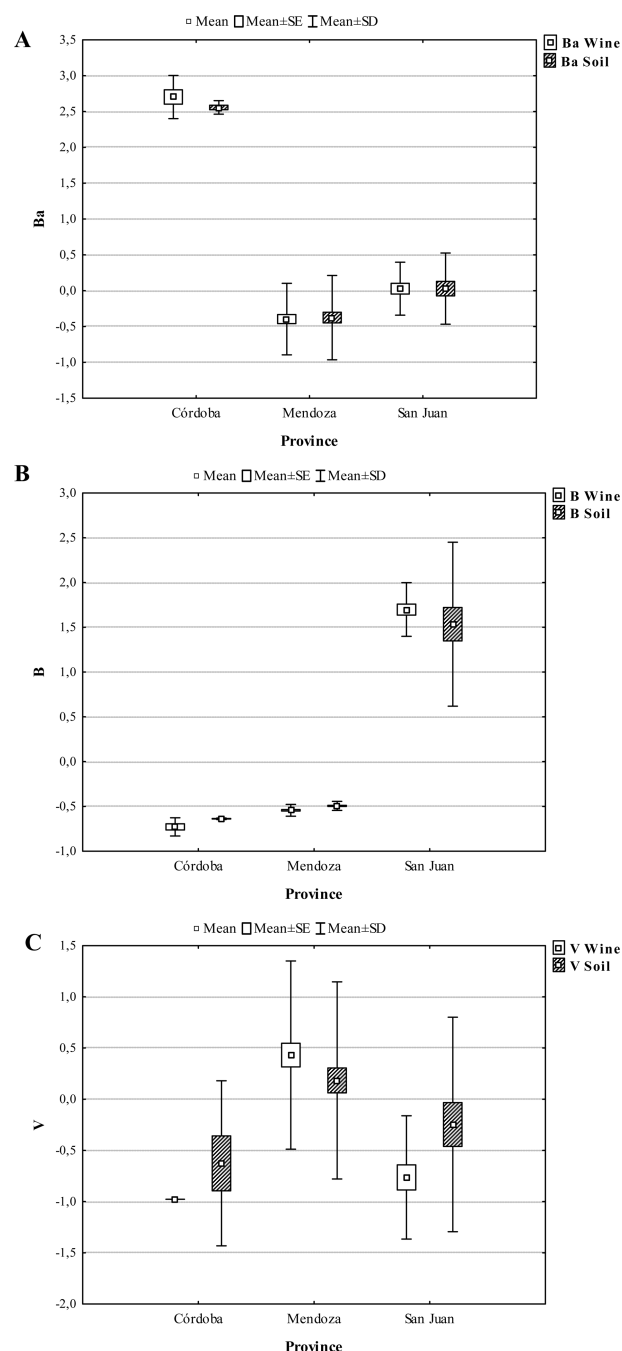 A
Mean Mean±SE Mean±SD
Ba Wine
Ba Soil
3,5
3,0
2,5
2,0
1,5
1,0
0,5
0,0
-0,5
-1,0
-1,5
Ba
Córdoba Mendoza San Juan
Province
B
Mean Mean±SE Mean±SD
B Wine
B Soil
3,0
2,5
2,0
1,5
1,0
0,5
0,0
-0,5
-1,0
B
Córdoba Mendoza San Juan
Province
C
Mean Mean±SE Mean±SD
V Wine
V Soil
1,5
1,0
0,5
0,0
-0,5
-1,0
-1,5
-2,0
V
Córdoba Mendoza San Juan
Province